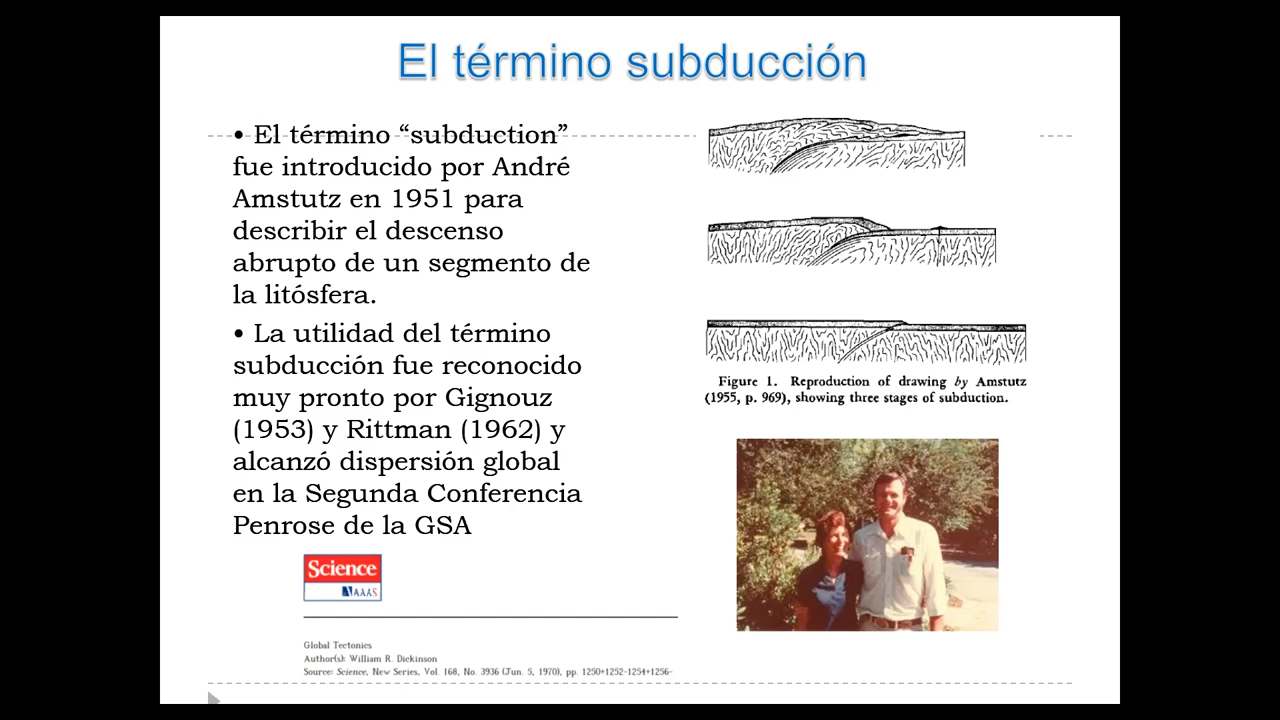 El término subducción
• El término “subduction”
fue introducido por André
Amstutz en 1951 para
describir el descenso
abrupto de un segmento de
la litósfera.
• La utilidad del término
subducción fue reconocido
muy pronto por Gignouz
(1953) y Rittman (1962) y
alcanzó dispersión global
en la Segunda Conferencia
Penrose de la GSA
Figure 1. Reproduction of drawing by Amstutz
(1955, p. 969), showing three stages of subduction.
Science
AAAS
Global Tectonics
Author(s): William R. Dickinson
Source: Science, New Series, Vol. 168, No. 3936 (Jun. 5, 1970), pp. 1250+1252-1254+1256-